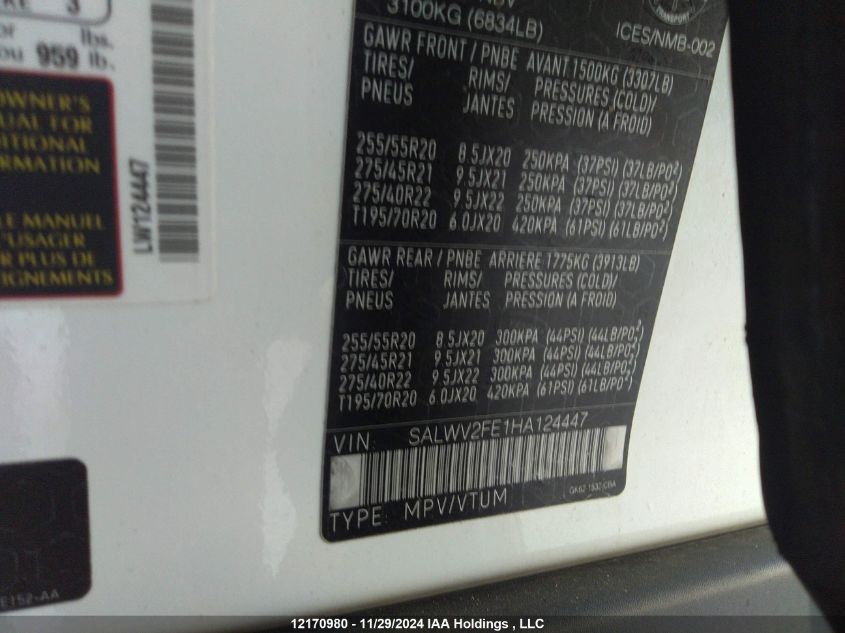 3
lbs.
ou 959 lb.
OWNER'S
UAL FOR
DITIONAL
RMATION
LE MANUEL
D'USAGER
R PLUS DE
SIGNEMENTS
LW124447
3100KG (6834LB)
ICES/NMB-002
GAWR FRONT / PNBE AVANT 1500KG (3307LB)
TIRES/ RIMS/ PRESSURES (COLD)/
PNEUS JANTES PRESSION (A FROID)
255/55R20 8.5JX20 250KPA (37PSI) (37LB/PO²)
275/45R21 9.5JX21 250KPA (37PSI) (37LB/PO²)
275/40R22 9.5JX22 250KPA (37PSI) (37LB/PO²)
T195/70R20 6.0JX20 420KPA (61PSI) (61LB/PO²)
GAWR REAR / PNBE ARRIERE 1775KG (3913LB)
TIRES/ RIMS/ PRESSURES (COLD)/
PNEUS JANTES PRESSION (A FROID)
255/55R20 8.5JX20 300KPA (44PSI) (44LB/PO²)
275/45R21 9.5JX21 300KPA (44PSI) (44LB/PO²)
275/40R22 9.5JX22 300KPA (44PSI) (44LB/PO²)
T195/70R20 6.0JX20 420KPA (61PSI) (61LB/PO²)
VIN: SALWV2FE1HA124447
TYPE: MPV/VTUM
12170980 - 11/29/2024 IAA Holdings , LLC